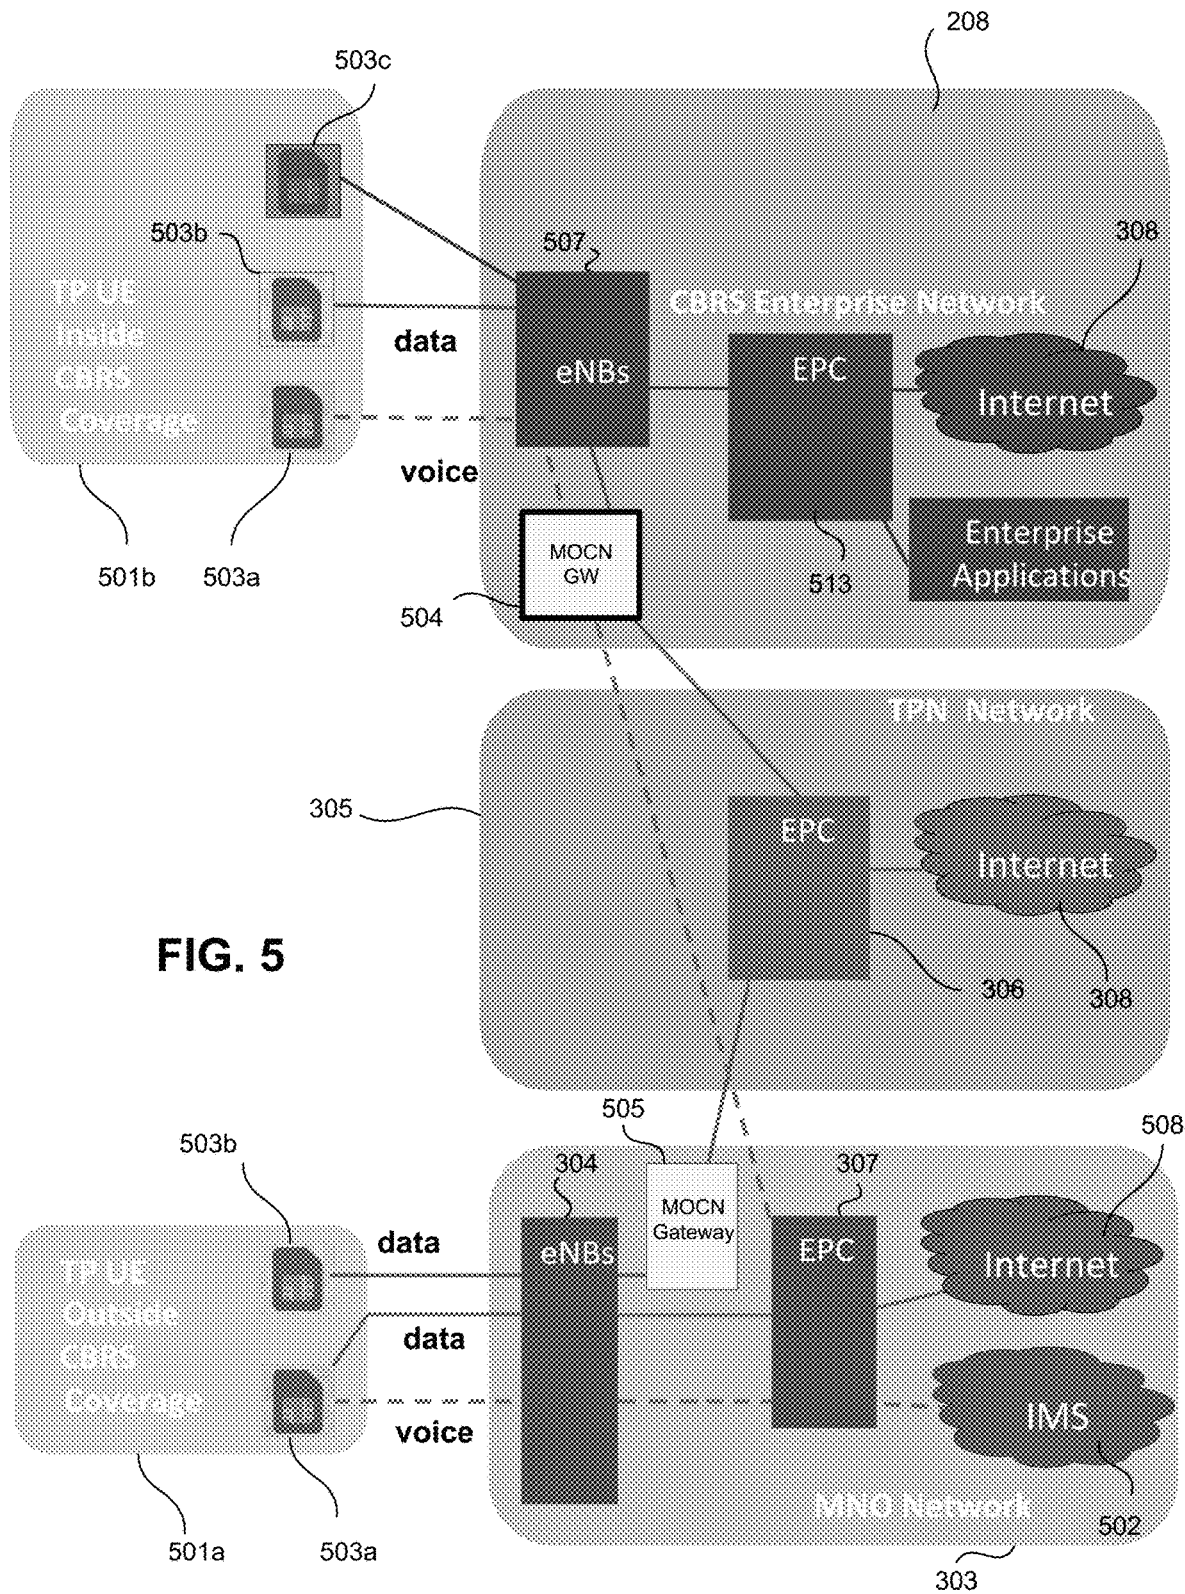 208
503c
503b
507
308
TP UE
Inside
CBRS
Coverage
data
CBRS Enterprise Network
eNBs
EPC
Internet
voice
MOCN
GW
Enterprise
Applications
501b
503a
504
513
TPN Network
305
EPC
Internet
FIG. 5
306
308
505
508
503b
304
307
MOCN
Gateway
data
eNBs
EPC
Internet
TP UE
Outside
CBRS
Coverage
data
voice
IMS
MNO Network
502
501a
503a
303